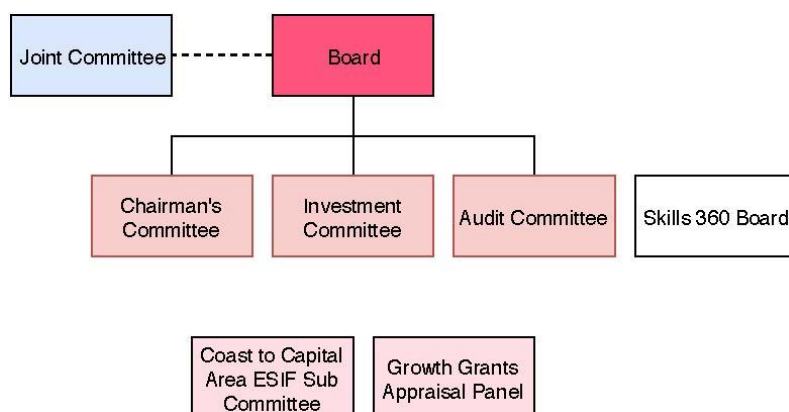 Joint Committee
Board
Chairman's
Committee
Investment
Committee
Audit Committee
Skills 360 Board
Coast to Capital
Area ESIF Sub
Committee
Growth Grants
Appraisal Panel